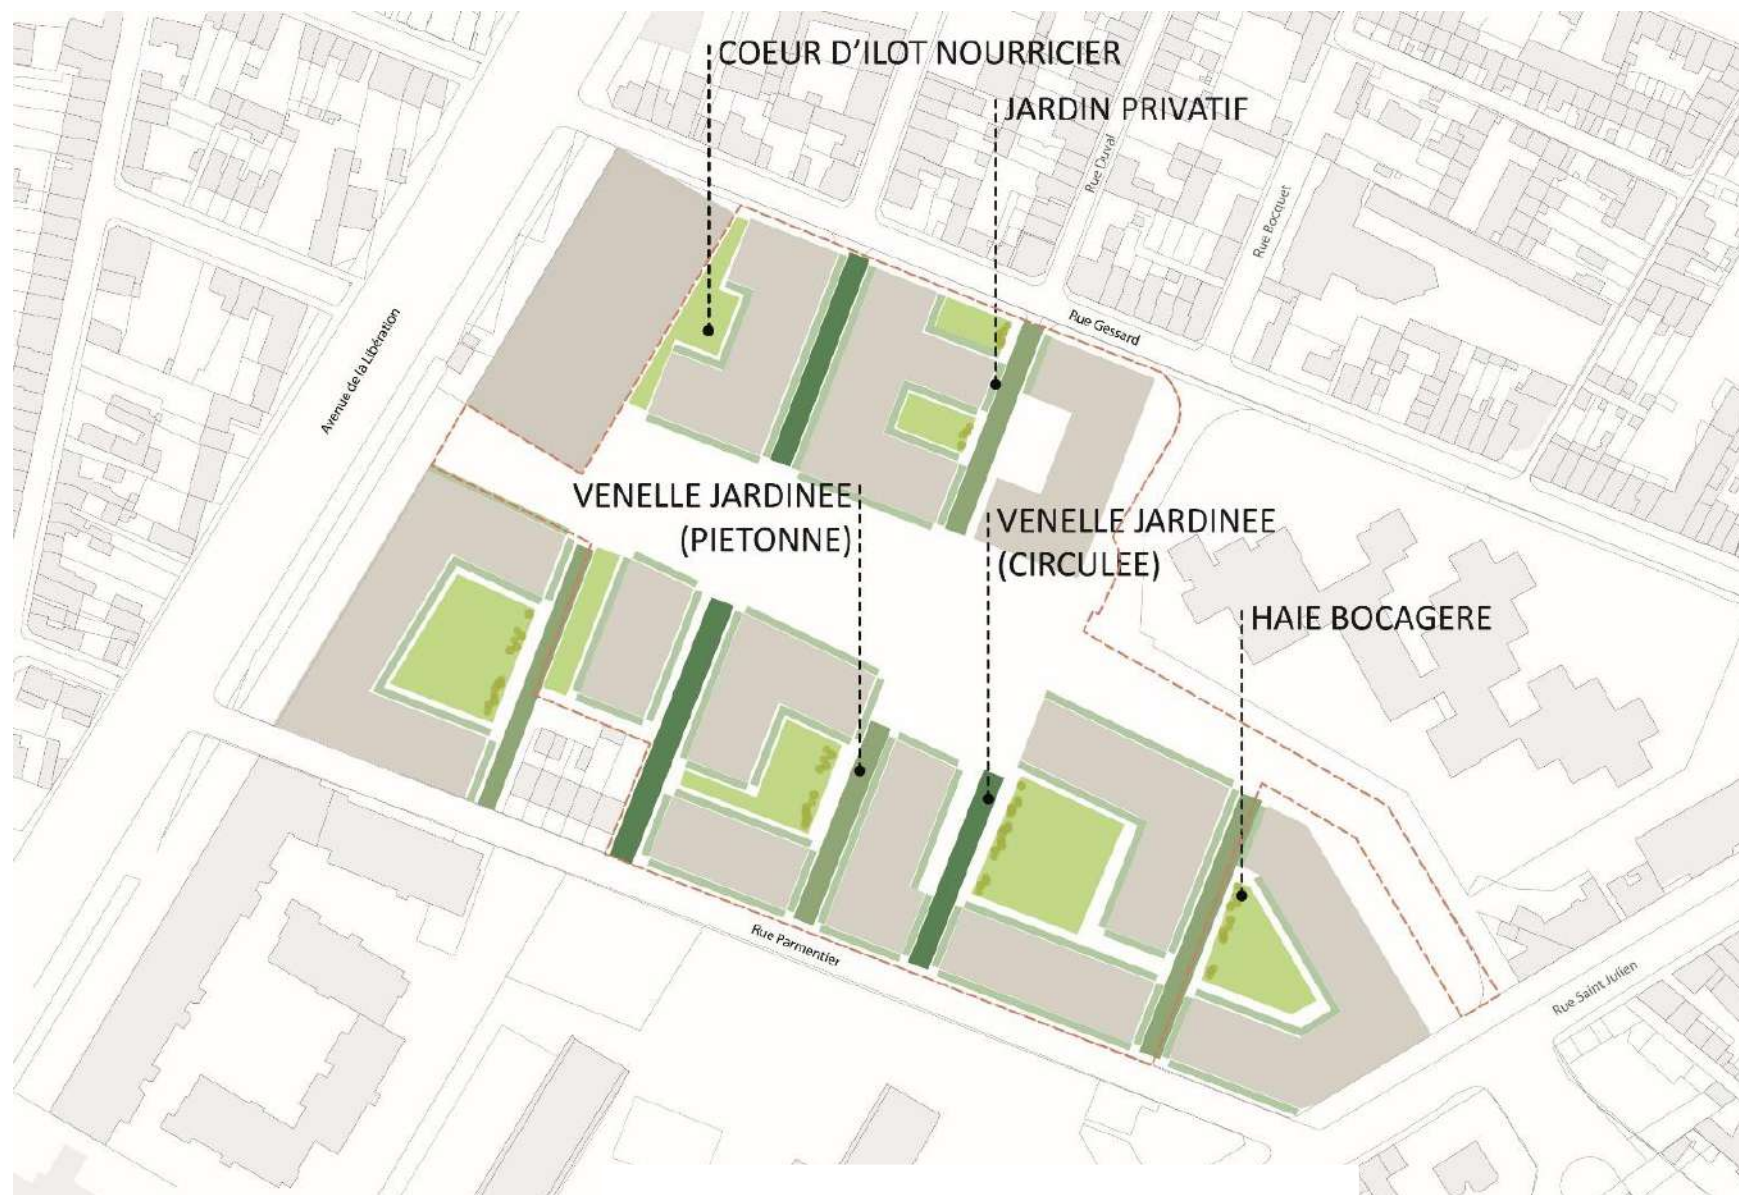 COEUR D'ILOT NOURRICIER
JARDIN PRIVATIF
Rue Duval
Rue Bocquet
Rue Gessard
Avenue de la Libération
VENELLE JARDINEE
(PIETONNE)
VENELLE JARDINEE
(CIRCULEE)
HAIE BOCAGERE
Rue Parmentier
Rue Saint Julien